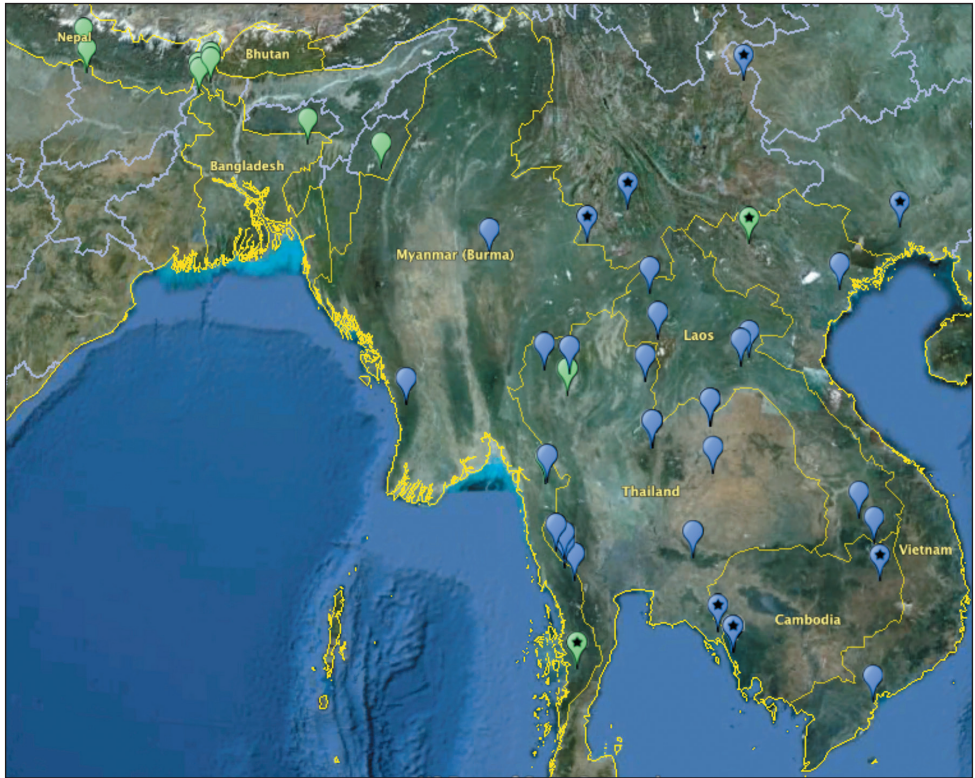 Nepal
Bhutan
Bangladesh
Myanmar (Burma)
Laos
Thailand
Vietnam
Cambodia